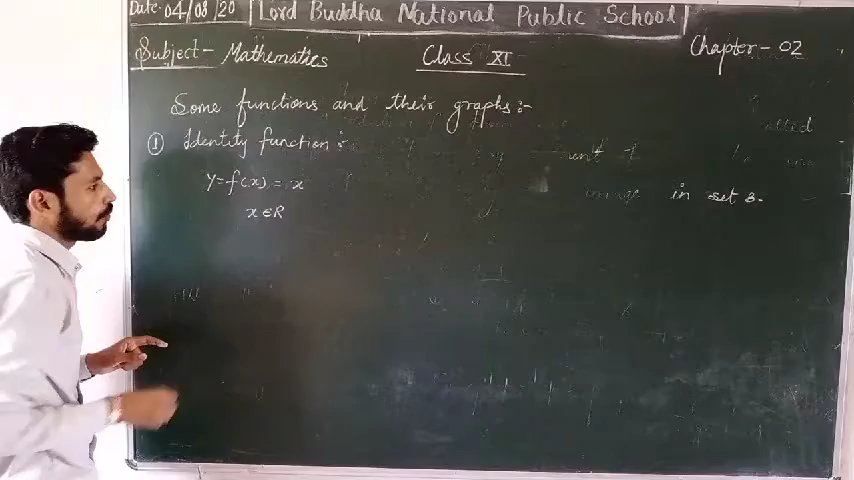 Date: 04/08/20 Lord Buddha National Public School
Subject- Mathematics Class XI Chapter-02
Some functions and their graphs:-
① Identity function:
y=f(x) = x
x∈R
in set B.